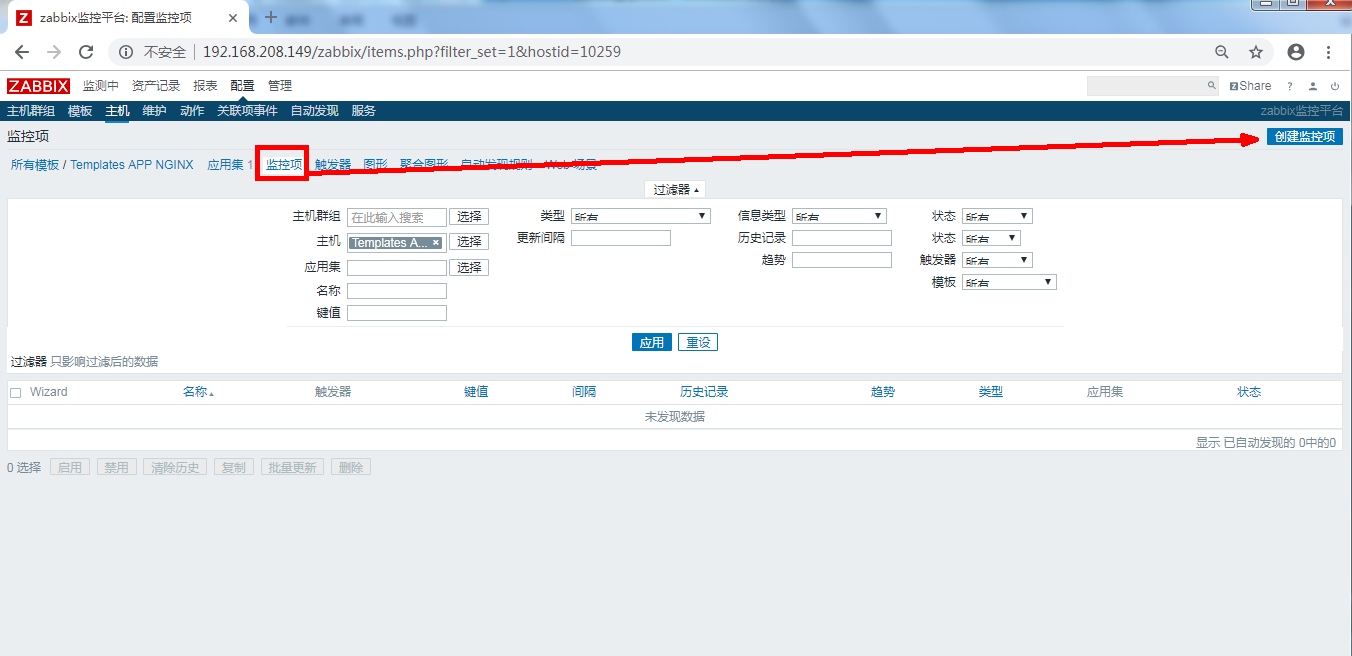 zabbix监控平台: 配置监控项
不安全 192.168.208.149/zabbix/items.php?filter_set=1&hostid=10259
ZABBIX 监测中 资产记录 报表 配置 管理 Share ?
主机群组 模板 主机 维护 动作 关联项事件 自动发现 服务 zabbix监控平台
监控项 创建监控项
所有模板 / Templates APP NGINX 应用集 1 监控项 触发器 图形 聚合图形 自动发现规则 Web 场景
过滤器
主机群组 在此输入搜索 选择 类型 所有 信息类型 所有 状态 所有
主机 Templates A... 选择 更新间隔 历史记录 状态 所有
应用集 选择 趋势 触发器 所有
名称 模板 所有
键值
应用 重设
过滤器 只影响过滤后的数据
Wizard 名称 触发器 键值 间隔 历史记录 趋势 类型 应用集 状态
未发现数据
显示 已自动发现的 0中的0
0 选择 启用 禁用 清除历史 复制 批量更新 删除